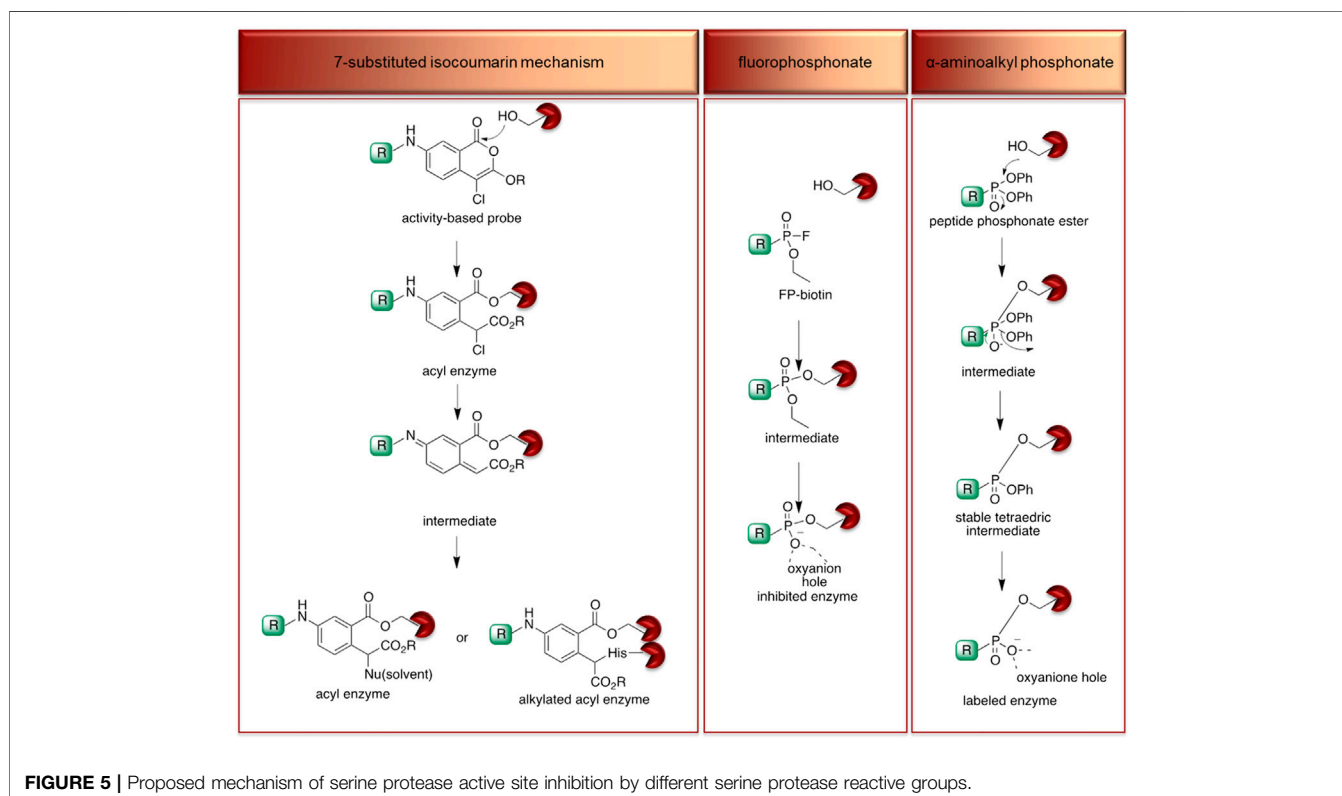 7-substituted isocoumarin mechanism
fluorophosphonate
α-aminoalkyl phosphonate
H
N
R
O
O
OR
Cl
HO
activity-based probe
H
N
R
O
O
CO₂R
Cl
acyl enzyme
N
R
O
O
CO₂R
intermediate
H
N
R
O
O
CO₂R
Nu(solvent)
acyl enzyme
or
H
N
R
O
O
His
CO₂R
alkylated acyl enzyme
HO
O
R P F
O
FP-biotin
O
R P O
O
intermediate
O
R P O
O –
oxyanion
hole
inhibited enzyme
HO
OPh
R P OPh
O
peptide phosphonate ester
O
OPh
R P OPh
O-
intermediate
O
R P OPh
O
stable tetraedric
intermediate
O
R P O –
O
oxyanione hole
labeled enzyme
FIGURE 5 | Proposed mechanism of serine protease active site inhibition by different serine protease reactive groups.